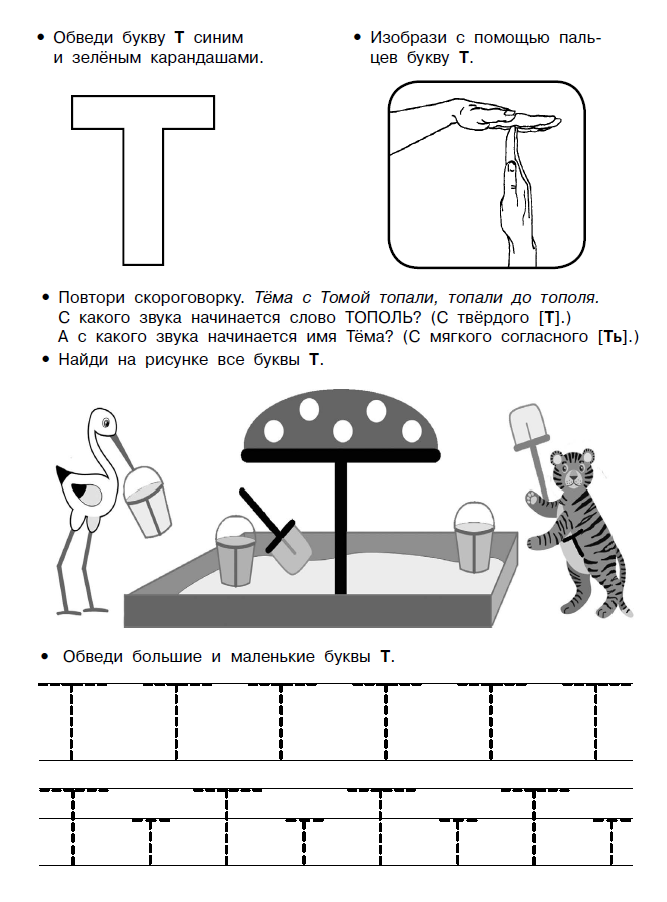 • Обведи букву Т синим
и зелёным карандашами.
• Изобрази с помощью паль-
цев букву Т.
Т
• Повтори скороговорку. Тёма с Томой топали, топали до тополя.
С какого звука начинается слово ТОПОЛЬ? (С твёрдого [Т].)
А с какого звука начинается имя Тёма? (С мягкого согласного [Ть].)
• Найди на рисунке все буквы Т.
• Обведи большие и маленькие буквы Т.
Т Т Т Т Т Т
Т т Т т Т т Т т